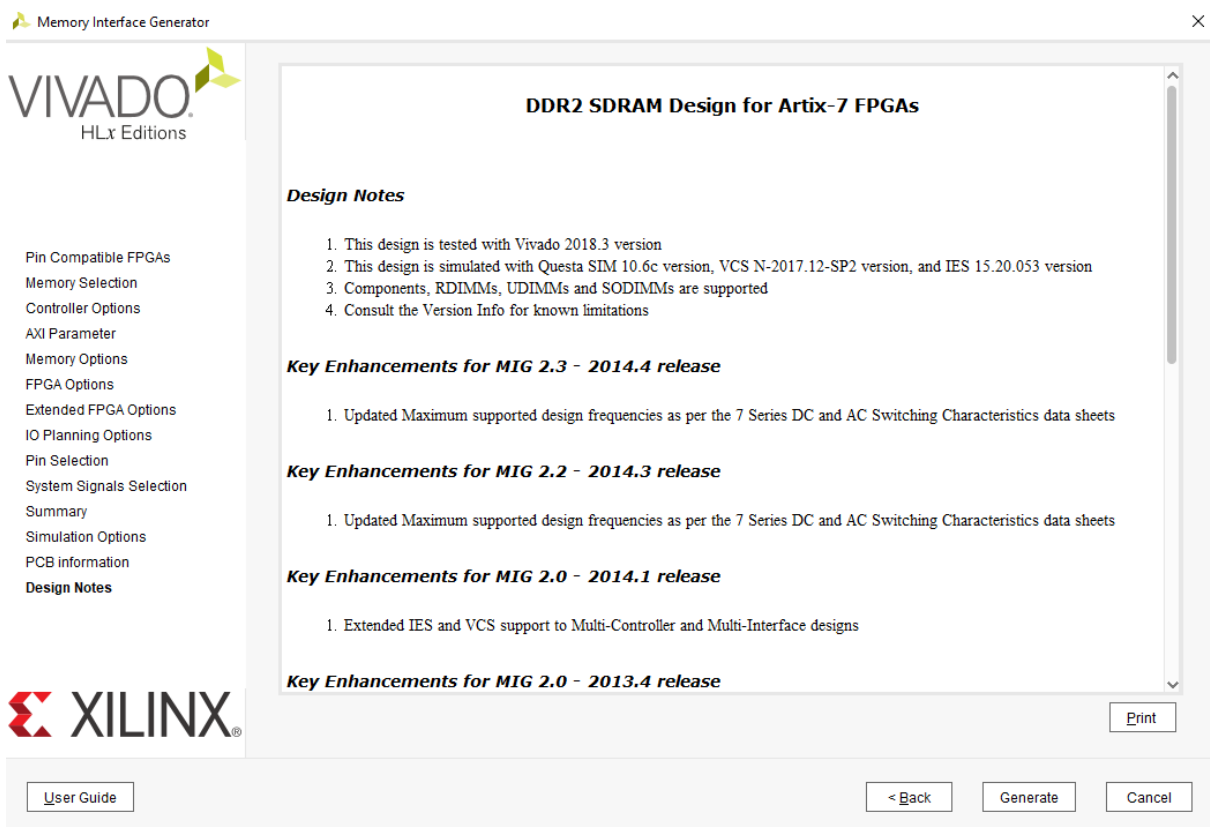 Memory Interface Generator
VIVADO.
HLx Editions
Pin Compatible FPGAs
Memory Selection
Controller Options
AXI Parameter
Memory Options
FPGA Options
Extended FPGA Options
IO Planning Options
Pin Selection
System Signals Selection
Summary
Simulation Options
PCB information
Design Notes
XILINX®
DDR2 SDRAM Design for Artix-7 FPGAs
Design Notes
1. This design is tested with Vivado 2018.3 version
2. This design is simulated with Questa SIM 10.6c version, VCS N-2017.12-SP2 version, and IES 15.20.053 version
3. Components, RDIMMs, UDIMMs and SODIMMs are supported
4. Consult the Version Info for known limitations
Key Enhancements for MIG 2.3 - 2014.4 release
1. Updated Maximum supported design frequencies as per the 7 Series DC and AC Switching Characteristics data sheets
Key Enhancements for MIG 2.2 - 2014.3 release
1. Updated Maximum supported design frequencies as per the 7 Series DC and AC Switching Characteristics data sheets
Key Enhancements for MIG 2.0 - 2014.1 release
1. Extended IES and VCS support to Multi-Controller and Multi-Interface designs
Key Enhancements for MIG 2.0 - 2013.4 release
Print
User Guide
< Back
Generate
Cancel